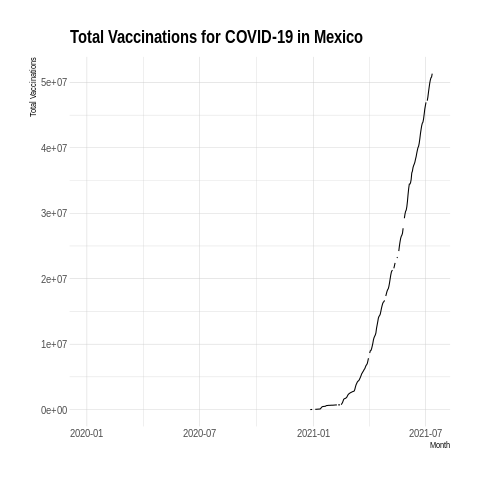 Total Vaccinations for COVID-19 in Mexico
Total Vaccinations
5e+07
4e+07
3e+07
2e+07
1e+07
0e+00
2020-01 2020-07 2021-01 2021-07
Month